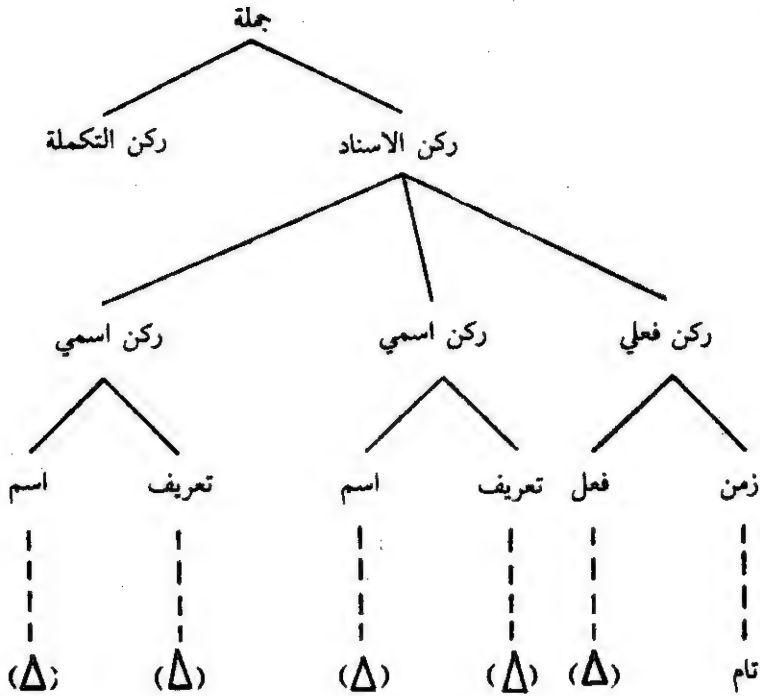 جملة
ركن الاسناد ركن التكملة
ركن فعلي ركن اسمي ركن اسمي
زمن فعل تعريف اسم تعريف اسم
تام (Δ) (Δ) (Δ) (Δ) (Δ)